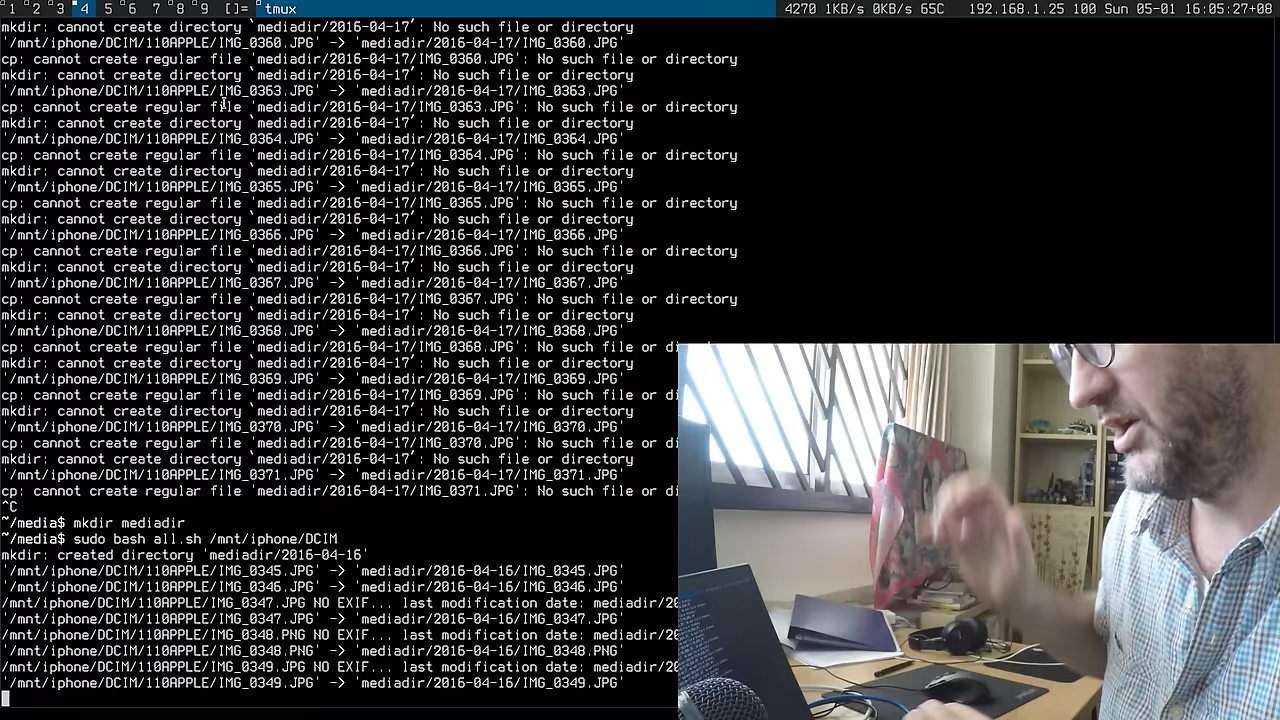 1 2 3 4 5 6 7 8 9 []= tmux 4270 1KB/s 0KB/s 65C 192.168.1.25 100 Sun 05-01 16:05:27+08
mkdir: cannot create directory `mediadir/2016-04-17': No such file or directory
'/mnt/iphone/DCIM/110APPLE/IMG_0360.JPG' -> 'mediadir/2016-04-17/IMG_0360.JPG'
cp: cannot create regular file 'mediadir/2016-04-17/IMG_0360.JPG': No such file or directory
mkdir: cannot create directory `mediadir/2016-04-17': No such file or directory
'/mnt/iphone/DCIM/110APPLE/IMG_0363.JPG' -> 'mediadir/2016-04-17/IMG_0363.JPG'
cp: cannot create regular file 'mediadir/2016-04-17/IMG_0363.JPG': No such file or directory
mkdir: cannot create directory `mediadir/2016-04-17': No such file or directory
'/mnt/iphone/DCIM/110APPLE/IMG_0364.JPG' -> 'mediadir/2016-04-17/IMG_0364.JPG'
cp: cannot create regular file 'mediadir/2016-04-17/IMG_0364.JPG': No such file or directory
mkdir: cannot create directory `mediadir/2016-04-17': No such file or directory
'/mnt/iphone/DCIM/110APPLE/IMG_0365.JPG' -> 'mediadir/2016-04-17/IMG_0365.JPG'
cp: cannot create regular file 'mediadir/2016-04-17/IMG_0365.JPG': No such file or directory
mkdir: cannot create directory `mediadir/2016-04-17': No such file or directory
'/mnt/iphone/DCIM/110APPLE/IMG_0366.JPG' -> 'mediadir/2016-04-17/IMG_0366.JPG'
cp: cannot create regular file 'mediadir/2016-04-17/IMG_0366.JPG': No such file or directory
mkdir: cannot create directory `mediadir/2016-04-17': No such file or directory
'/mnt/iphone/DCIM/110APPLE/IMG_0367.JPG' -> 'mediadir/2016-04-17/IMG_0367.JPG'
cp: cannot create regular file 'mediadir/2016-04-17/IMG_0367.JPG': No such file or directory
mkdir: cannot create directory `mediadir/2016-04-17': No such file or directory
'/mnt/iphone/DCIM/110APPLE/IMG_0368.JPG' -> 'mediadir/2016-04-17/IMG_0368.JPG'
cp: cannot create regular file 'mediadir/2016-04-17/IMG_0368.JPG': No such file or di
mkdir: cannot create directory `mediadir/2016-04-17': No such file or directory
'/mnt/iphone/DCIM/110APPLE/IMG_0369.JPG' -> 'mediadir/2016-04-17/IMG_0369.JPG'
cp: cannot create regular file 'mediadir/2016-04-17/IMG_0369.JPG': No such file or di
mkdir: cannot create directory `mediadir/2016-04-17': No such file or directory
'/mnt/iphone/DCIM/110APPLE/IMG_0370.JPG' -> 'mediadir/2016-04-17/IMG_0370.JPG'
cp: cannot create regular file 'mediadir/2016-04-17/IMG_0370.JPG': No such file or di
mkdir: cannot create directory `mediadir/2016-04-17': No such file or directory
'/mnt/iphone/DCIM/110APPLE/IMG_0371.JPG' -> 'mediadir/2016-04-17/IMG_0371.JPG'
cp: cannot create regular file 'mediadir/2016-04-17/IMG_0371.JPG': No such file or di
^C
~/media$ mkdir mediadir
~/media$ sudo bash all.sh /mnt/iphone/DCIM
mkdir: created directory 'mediadir/2016-04-16'
'/mnt/iphone/DCIM/110APPLE/IMG_0345.JPG' -> 'mediadir/2016-04-16/IMG_0345.JPG'
'/mnt/iphone/DCIM/110APPLE/IMG_0346.JPG' -> 'mediadir/2016-04-16/IMG_0346.JPG'
/mnt/iphone/DCIM/110APPLE/IMG_0347.JPG NO EXIF... last modification date: mediadir/20
'/mnt/iphone/DCIM/110APPLE/IMG_0347.JPG' -> 'mediadir/2016-04-16/IMG_0347.JPG'
/mnt/iphone/DCIM/110APPLE/IMG_0348.PNG NO EXIF... last modification date: mediadir/20
'/mnt/iphone/DCIM/110APPLE/IMG_0348.PNG' -> 'mediadir/2016-04-16/IMG_0348.PNG'
/mnt/iphone/DCIM/110APPLE/IMG_0349.JPG NO EXIF... last modification date: mediadir/20
'/mnt/iphone/DCIM/110APPLE/IMG_0349.JPG' -> 'mediadir/2016-04-16/IMG_0349.JPG'